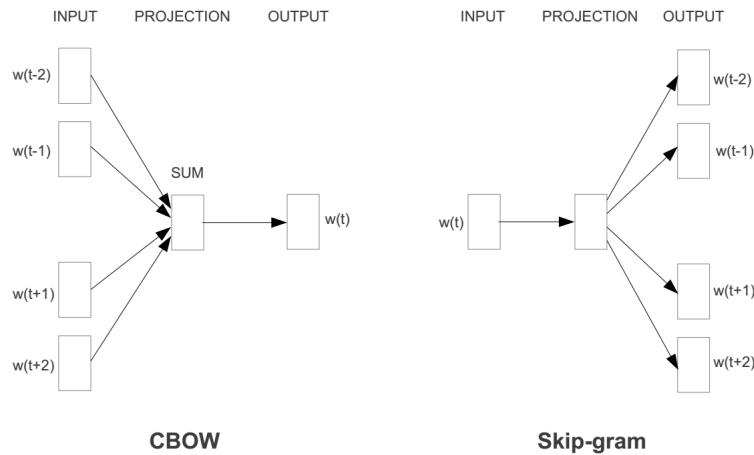 INPUT PROJECTION OUTPUT
w(t-2)
w(t-1)
SUM
w(t)
w(t+1)
w(t+2)
CBOW
INPUT PROJECTION OUTPUT
w(t-2)
w(t-1)
w(t)
w(t+1)
w(t+2)
Skip-gram